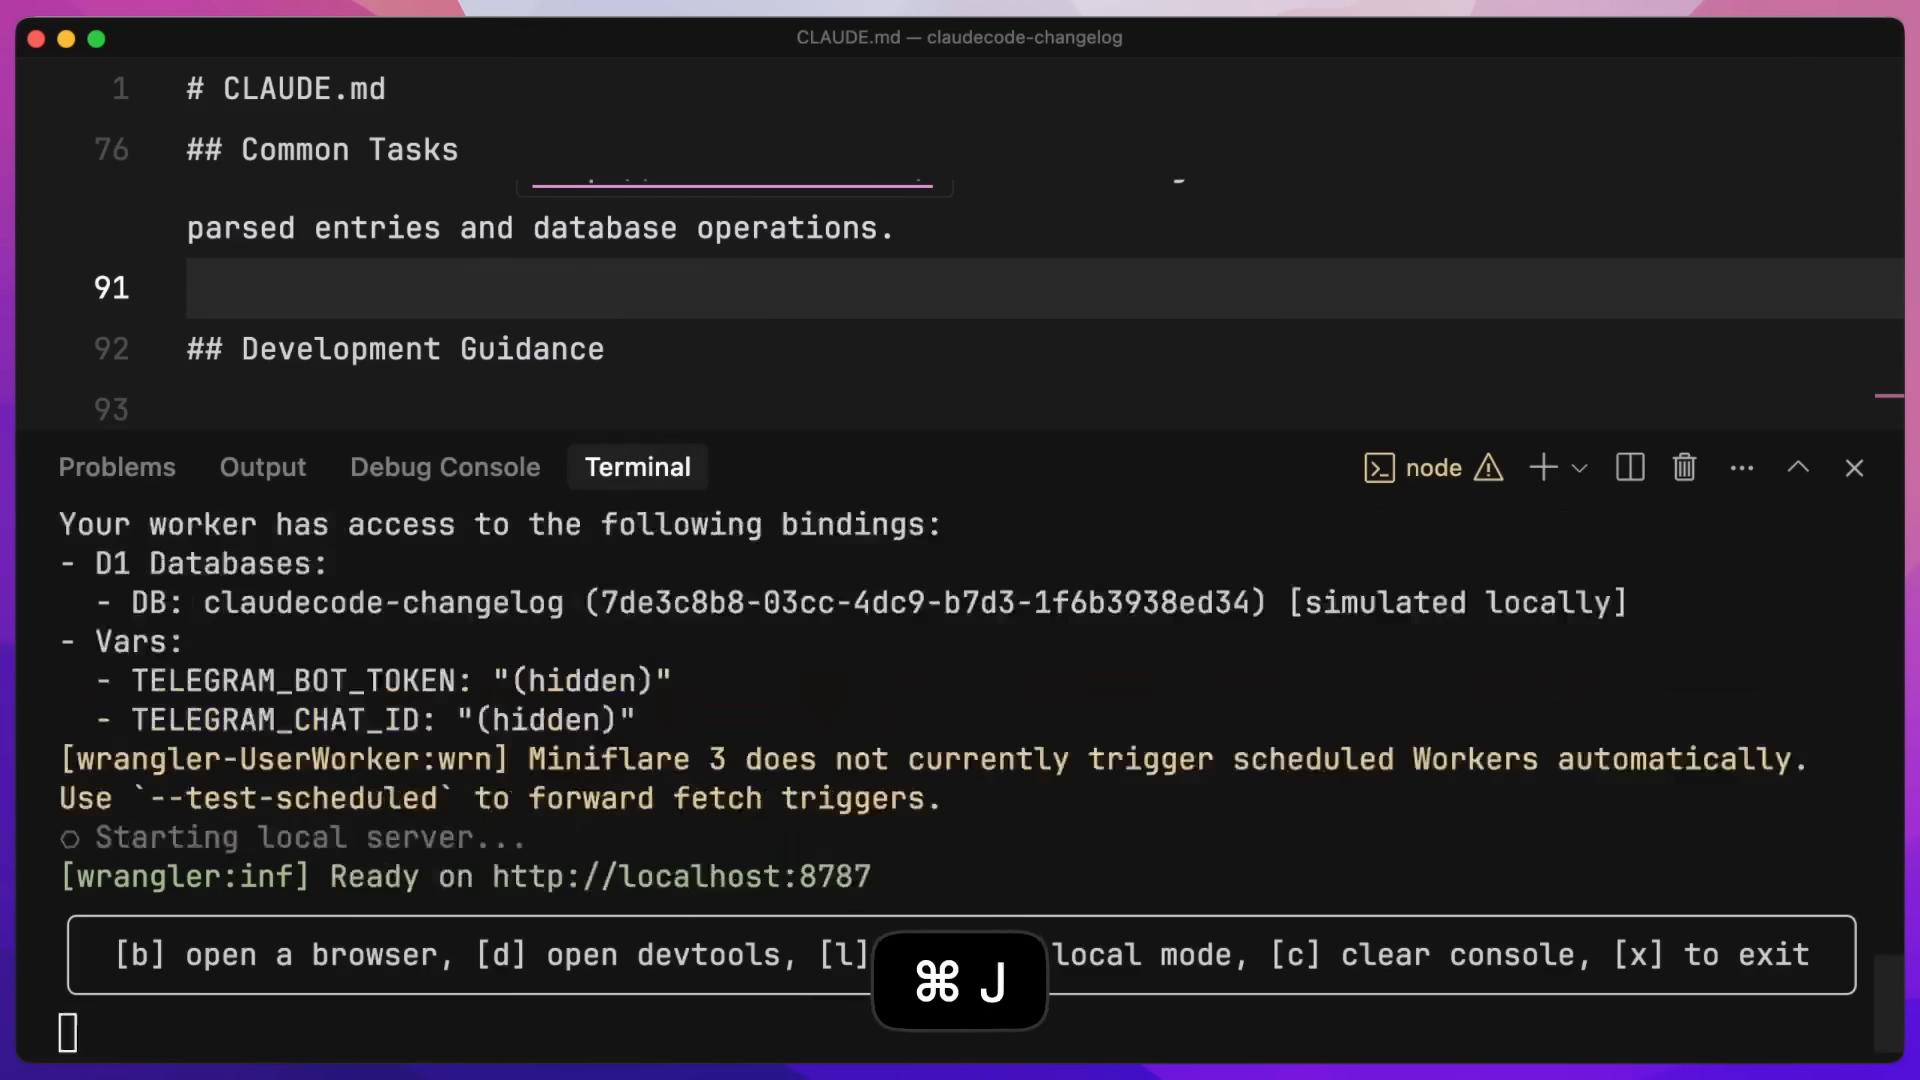 CLAUDE.md — claudecode-changelog
1 # CLAUDE.md
76 ## Common Tasks
parsed entries and database operations.
91
92 ## Development Guidance
93
Problems Output Debug Console Terminal node
Your worker has access to the following bindings:
- D1 Databases:
  - DB: claudecode-changelog (7de3c8b8-03cc-4dc9-b7d3-1f6b3938ed34) [simulated locally]
- Vars:
  - TELEGRAM_BOT_TOKEN: "(hidden)"
  - TELEGRAM_CHAT_ID: "(hidden)"
[wrangler-UserWorker:wrn] Miniflare 3 does not currently trigger scheduled Workers automatically.
Use `--test-scheduled` to forward fetch triggers.
Starting local server...
[wrangler:inf] Ready on http://localhost:8787
[b] open a browser, [d] open devtools, [l] local mode, [c] clear console, [x] to exit
⌘ J